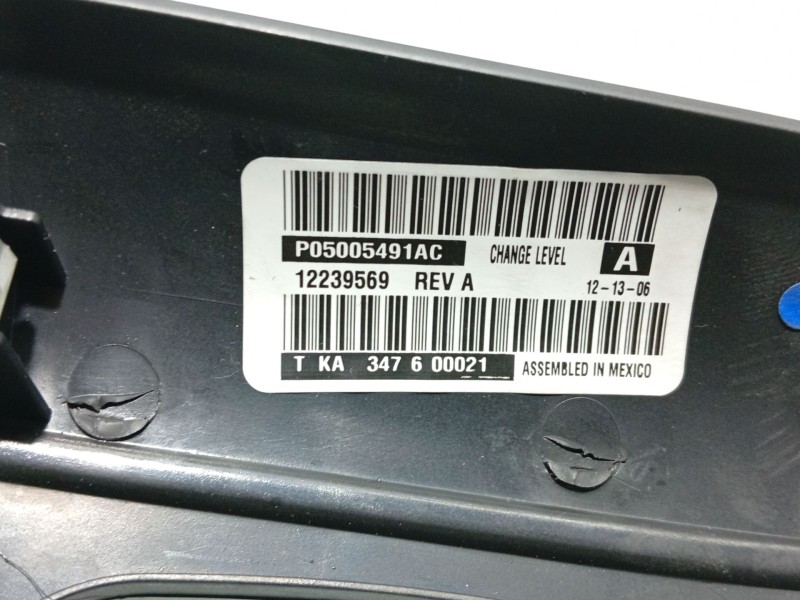 P05005491AC CHANGE LEVEL A
12239569 REV A 12-13-06
T KA 347 6 00021 ASSEMBLED IN MEXICO